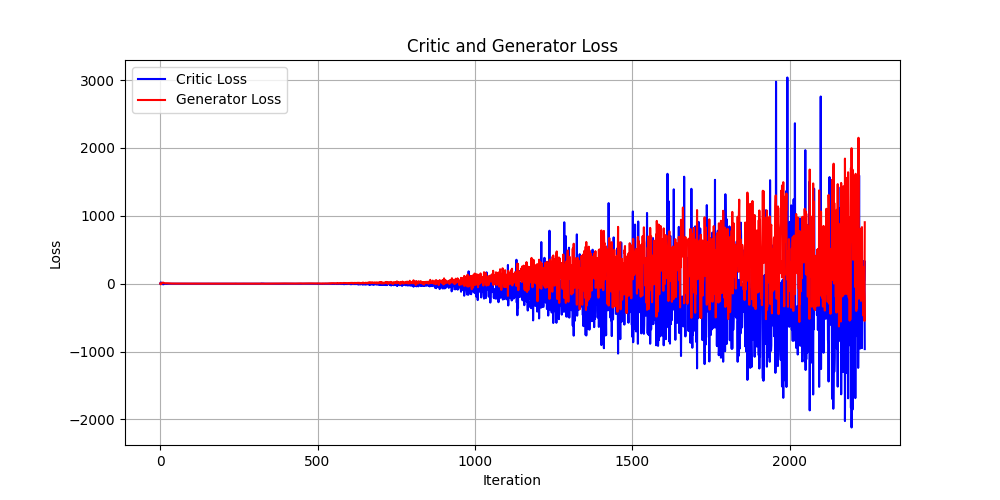 Critic and Generator Loss
Critic Loss
Generator Loss
3000
2000
1000
0
−1000
−2000
Loss
0
500
1000
1500
2000
Iteration